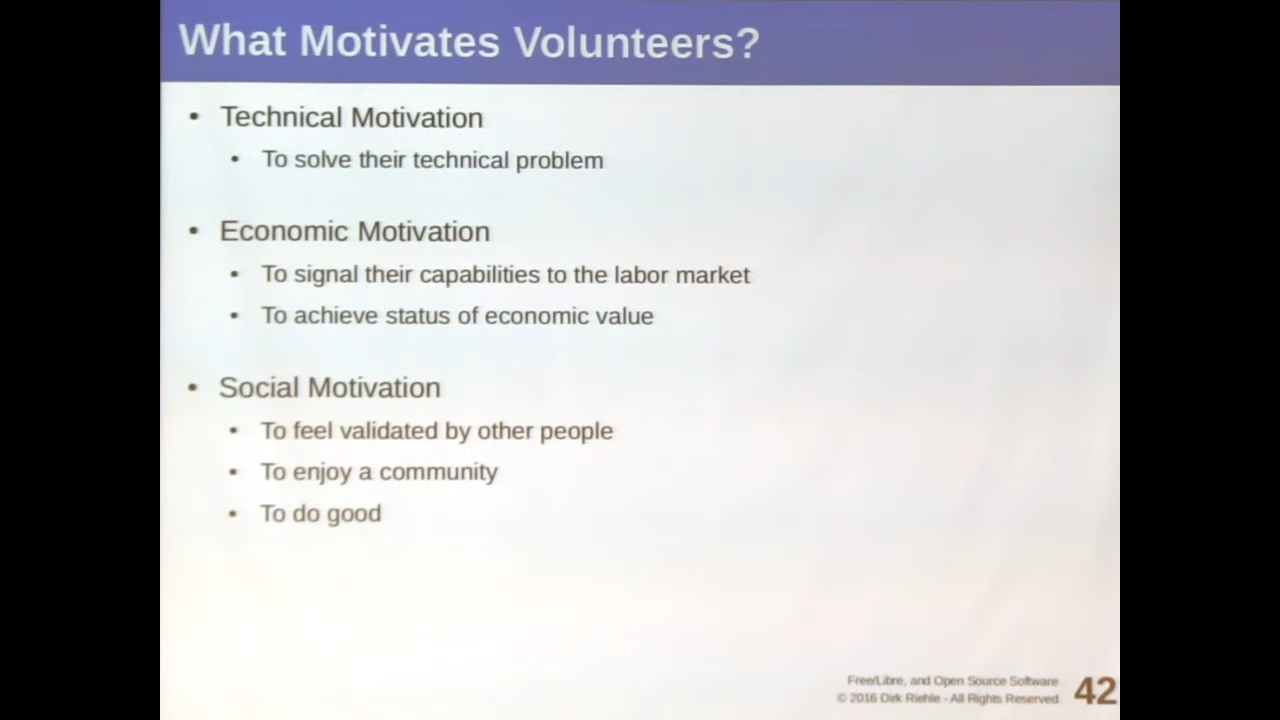 What Motivates Volunteers?
• Technical Motivation
• To solve their technical problem
• Economic Motivation
• To signal their capabilities to the labor market
• To achieve status of economic value
• Social Motivation
• To feel validated by other people
• To enjoy a community
• To do good
Free/Libre, and Open Source Software
© 2016 Dirk Riehle - All Rights Reserved
42